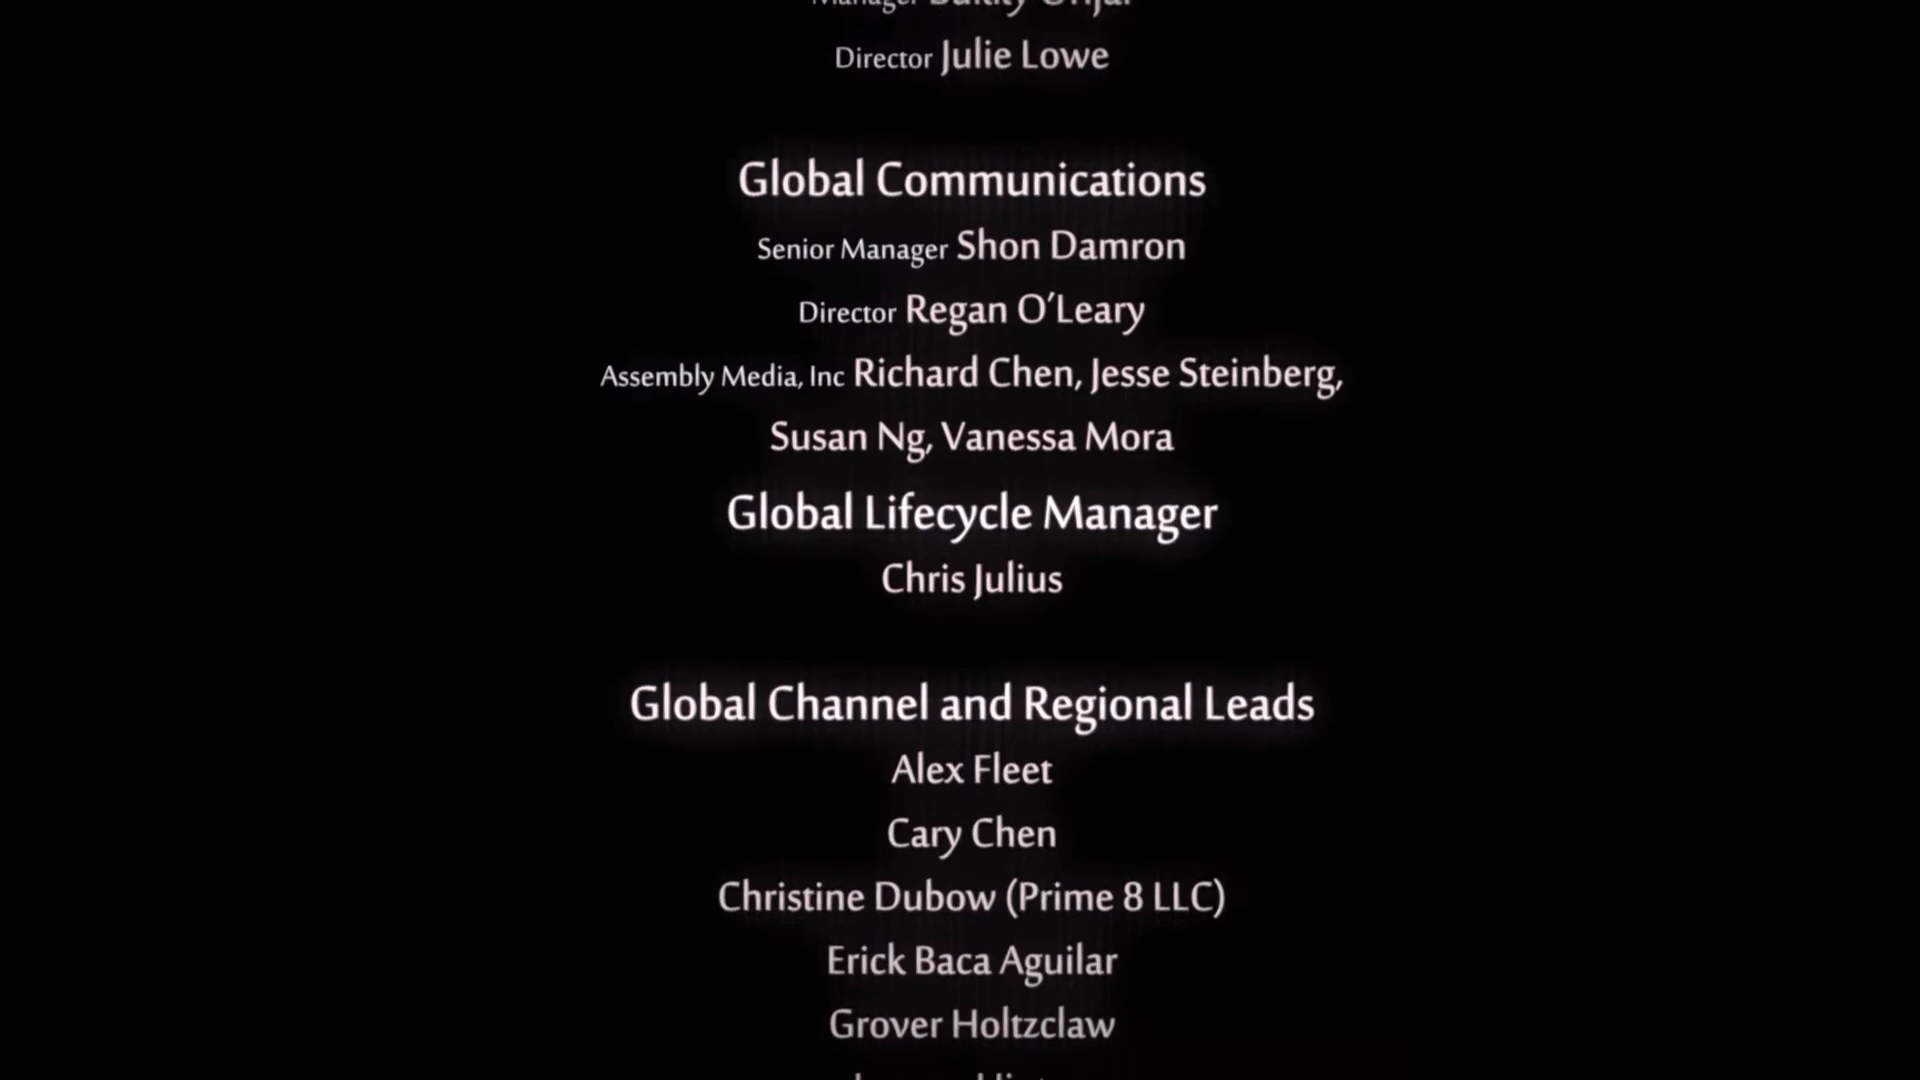 Manager
Director Julie Lowe
Global Communications
Senior Manager Shon Damron
Director Regan O'Leary
Assembly Media, Inc Richard Chen, Jesse Steinberg,
Susan Ng, Vanessa Mora
Global Lifecycle Manager
Chris Julius
Global Channel and Regional Leads
Alex Fleet
Cary Chen
Christine Dubow (Prime 8 LLC)
Erick Baca Aguilar
Grover Holtzclaw